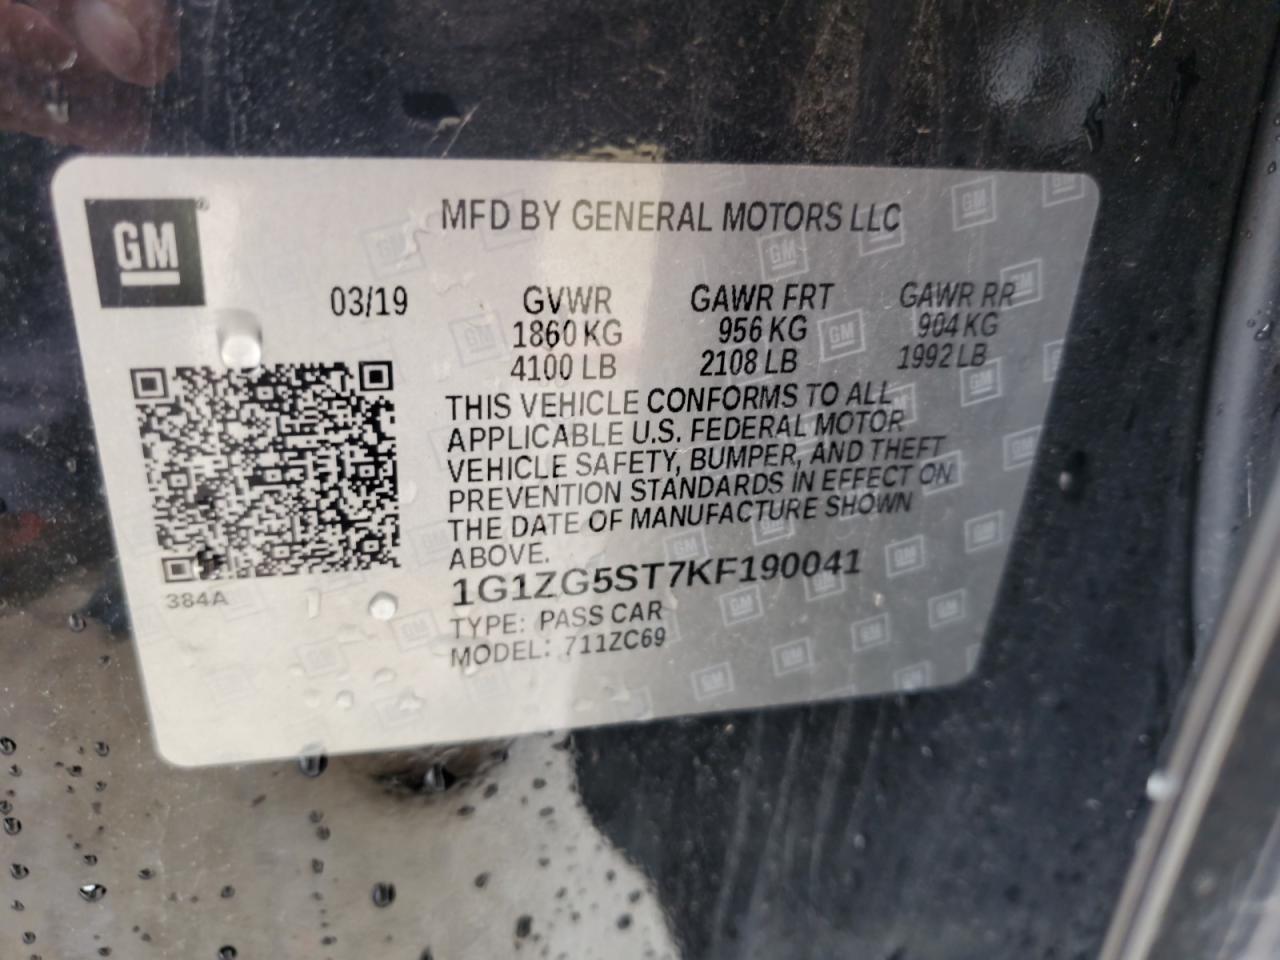 GM
MFD BY GENERAL MOTORS LLC
03/19 GVWR GAWR FRT GAWR RR
1860 KG 956 KG 904 KG
4100 LB 2108 LB 1992 LB
THIS VEHICLE CONFORMS TO ALL
APPLICABLE U.S. FEDERAL MOTOR
VEHICLE SAFETY, BUMPER, AND THEFT
PREVENTION STANDARDS IN EFFECT ON
THE DATE OF MANUFACTURE SHOWN
ABOVE.
1G1ZG5ST7KF190041
384A
TYPE: PASS CAR
MODEL: 711ZC69